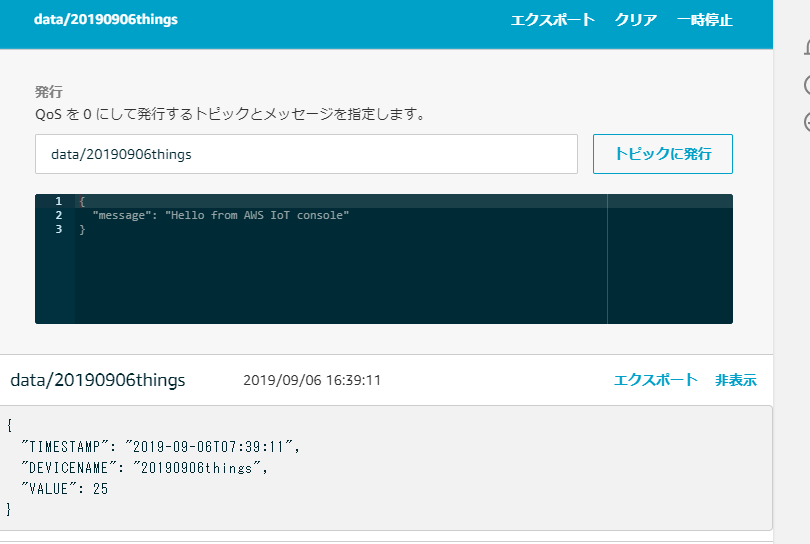 data/20190906things エクスポート クリア 一時停止
発行
QoS を 0 にして発行するトピックとメッセージを指定します。
data/20190906things トピックに発行
1 {
2 "message": "Hello from AWS IoT console"
3 }
data/20190906things 2019/09/06 16:39:11 エクスポート 非表示
{
"TIMESTAMP": "2019-09-06T07:39:11",
"DEVICENAME": "20190906things",
"VALUE": 25
}